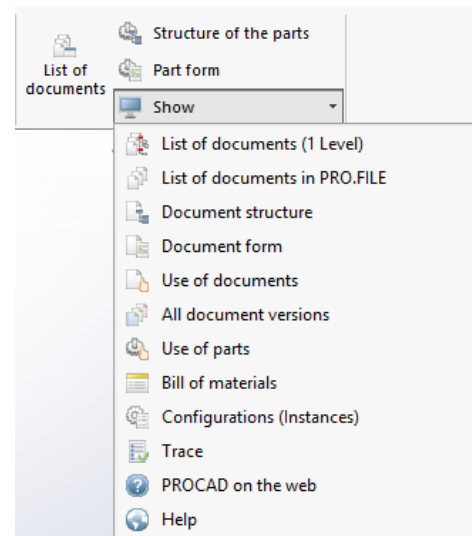 List of
documents
Structure of the parts
Part form
Show
List of documents (1 Level)
List of documents in PRO.FILE
Document structure
Document form
Use of documents
All document versions
Use of parts
Bill of materials
Configurations (Instances)
Trace
PROCAD on the web
Help